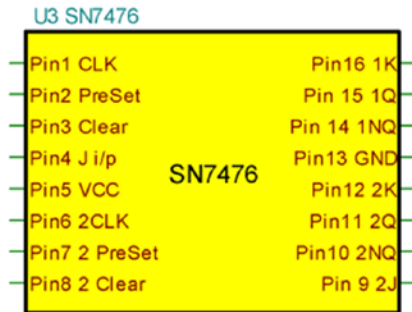 U3 SN7476
Pin1 CLK
Pin2 PreSet
Pin3 Clear
Pin4 J i/p
Pin5 VCC
Pin6 2CLK
Pin7 2 PreSet
Pin8 2 Clear
SN7476
Pin16 1K
Pin 15 1Q
Pin 14 1NQ
Pin13 GND
Pin12 2K
Pin11 2Q
Pin10 2NQ
Pin 9 2J